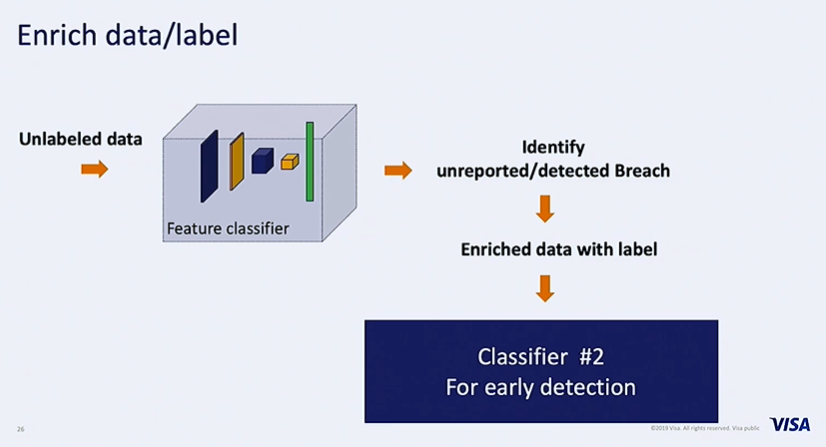 Enrich data/label
Unlabeled data
Feature classifier
Identify
unreported/detected Breach
Enriched data with label
Classifier #2
For early detection
26
©2019 Visa. All rights reserved. Visa public
VISA